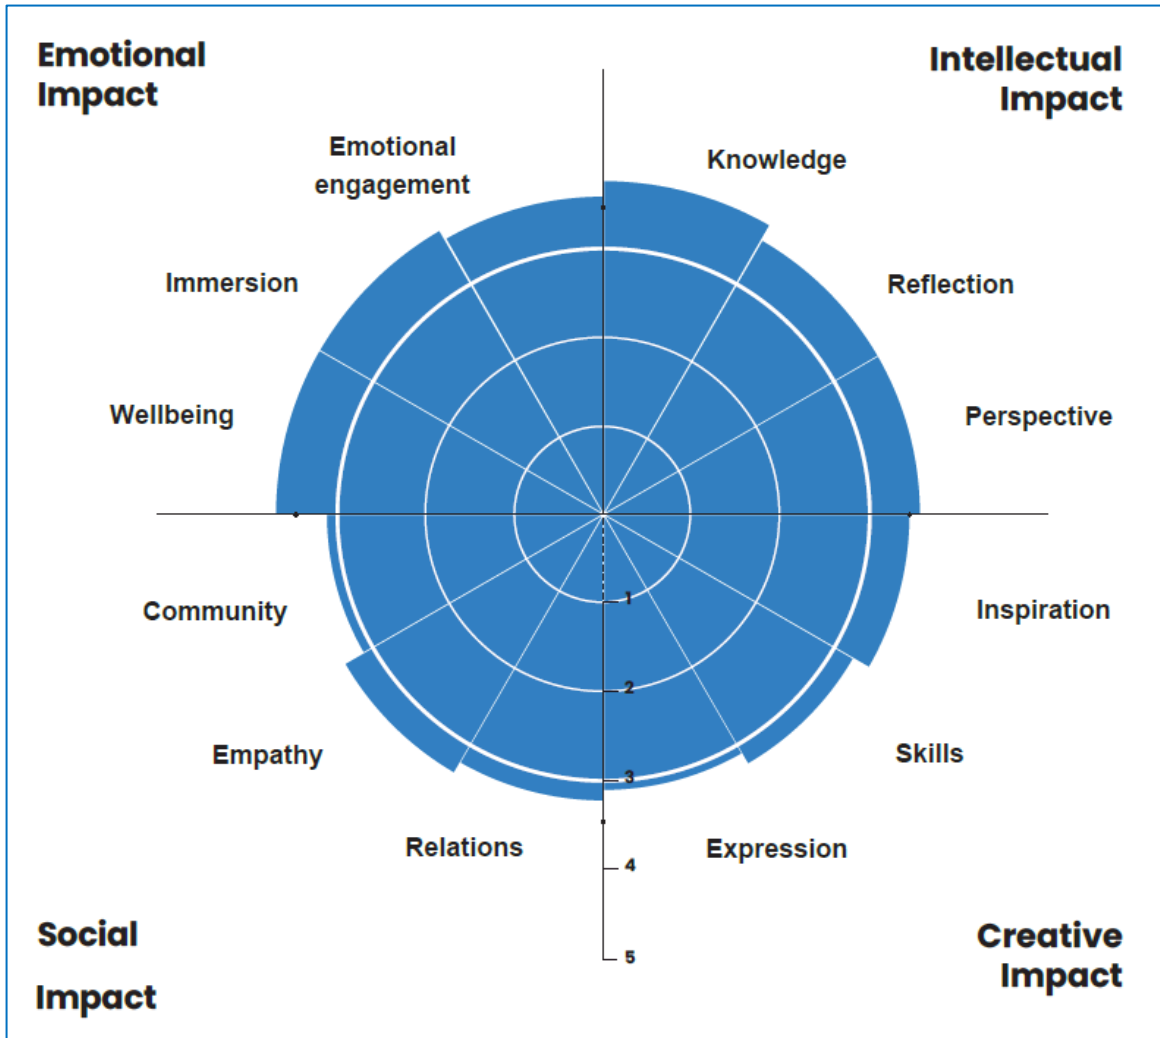 Emotional
Impact
Intellectual
Impact
Emotional
engagement
Knowledge
Immersion
Reflection
Wellbeing
Perspective
Community
Inspiration
Empathy
Skills
Relations
Expression
1
2
3
4
5
Social
Impact
Creative
Impact